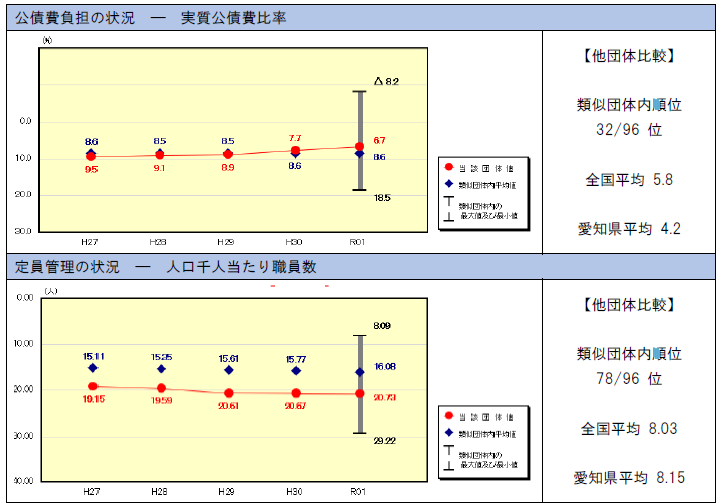 公債費負担の状況 ― 実質公債費比率
(%)
△ 8.2
0.0
8.6 8.5 8.5 7.7 6.7
10.0
9.5 9.1 8.9 8.6 8.6
20.0
18.5
30.0
H27 H28 H29 H30 R01
当該団体値
類似団体内平均値
類似団体内の
最大値及び最小値
【他団体比較】
類似団体内順位
32/96 位
全国平均 5.8
愛知県平均 4.2
定員管理の状況 ― 人口千人当たり職員数
(人)
0.00
8.09
10.00
15.11 15.35 15.61 15.77 16.08
20.00
19.15 19.59 20.61 20.67 20.73
30.00
29.22
40.00
H27 H28 H29 H30 R01
当該団体値
類似団体内平均値
類似団体内の
最大値及び最小値
【他団体比較】
類似団体内順位
78/96 位
全国平均 8.03
愛知県平均 8.15